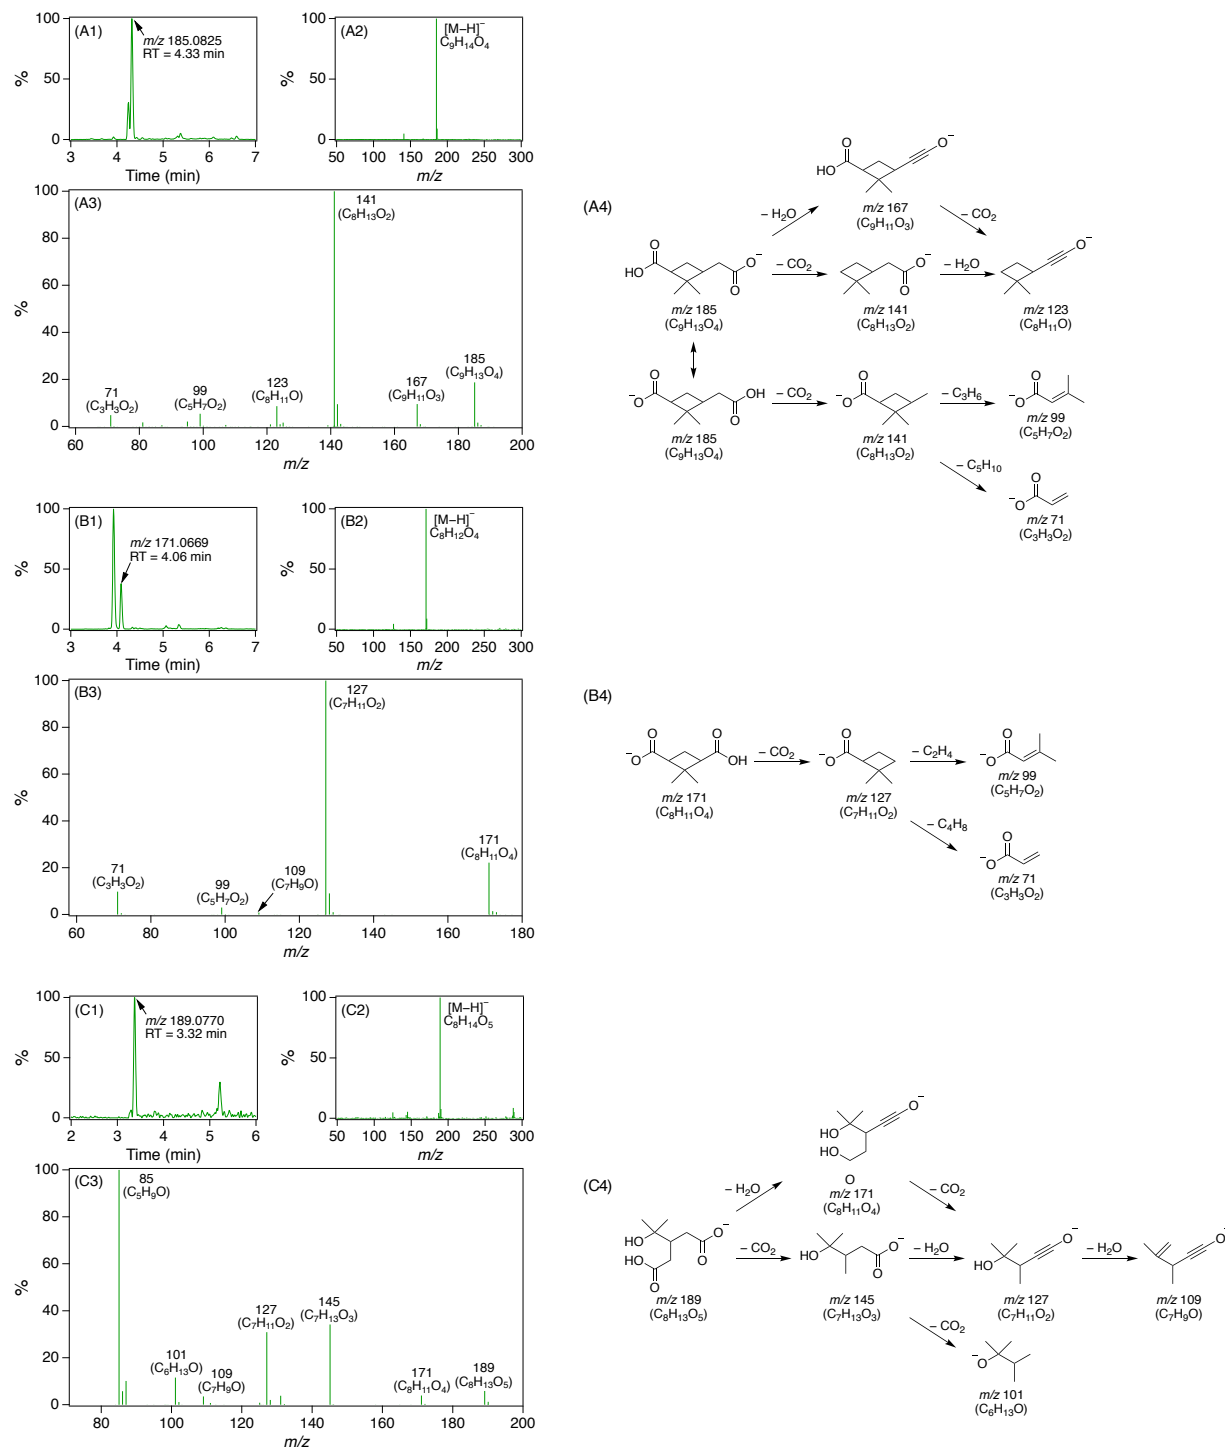 (A1)
m/z 185.0825
RT = 4.33 min
100
50
0
%
3 4 5 6 7
Time (min)
(A2)
[M–H]⁻
C₉H₁₄O₄
100
50
0
%
50 100 150 200 250 300
m/z
(A3)
100
80
60
40
20
0
%
71
(C₃H₃O₂)
99
(C₅H₇O₂)
123
(C₈H₁₁O)
141
(C₈H₁₃O₂)
167
(C₉H₁₁O₃)
185
(C₉H₁₃O₄)
60 80 100 120 140 160 180 200
m/z
(A4)
O
HO
O⁻
m/z 167
(C₉H₁₁O₃)
– H₂O
– CO₂
O
HO
O⁻
O
m/z 185
(C₉H₁₃O₄)
– CO₂
O⁻
O
m/z 141
(C₈H₁₃O₂)
– H₂O
O⁻
m/z 123
(C₈H₁₁O)
O
⁻O
OH
O
m/z 185
(C₉H₁₃O₄)
– CO₂
O
⁻O
m/z 141
(C₈H₁₃O₂)
– C₃H₆
O
⁻O
m/z 99
(C₅H₇O₂)
– C₅H₁₀
O
⁻O
m/z 71
(C₃H₃O₂)
(B1)
m/z 171.0669
RT = 4.06 min
100
50
0
%
3 4 5 6 7
Time (min)
(B2)
[M–H]⁻
C₈H₁₂O₄
100
50
0
%
50 100 150 200 250 300
m/z
(B3)
100
80
60
40
20
0
%
71
(C₃H₃O₂)
99
(C₅H₇O₂)
109
(C₇H₉O)
127
(C₇H₁₁O₂)
171
(C₈H₁₁O₄)
60 80 100 120 140 160 180
m/z
(B4)
O
⁻O
O
OH
m/z 171
(C₈H₁₁O₄)
– CO₂
O
⁻O
m/z 127
(C₇H₁₁O₂)
– C₂H₄
O
⁻O
m/z 99
(C₅H₇O₂)
– C₄H₈
O
⁻O
m/z 71
(C₃H₃O₂)
(C1)
m/z 189.0770
RT = 3.32 min
100
50
0
%
2 3 4 5 6
Time (min)
(C2)
[M–H]⁻
C₈H₁₄O₅
100
50
0
%
50 100 150 200 250 300
m/z
(C3)
100
80
60
40
20
0
%
85
(C₅H₉O)
101
(C₆H₁₃O)
109
(C₇H₉O)
127
(C₇H₁₁O₂)
145
(C₇H₁₃O₃)
171
(C₈H₁₁O₄)
189
(C₈H₁₃O₅)
80 100 120 140 160 180 200
m/z
(C4)
O⁻
HO
HO
O
m/z 171
(C₈H₁₁O₄)
– H₂O
– CO₂
HO
O⁻
O
HO
O
m/z 189
(C₈H₁₃O₅)
– CO₂
HO
O⁻
O
m/z 145
(C₇H₁₃O₃)
– H₂O
HO
O⁻
m/z 127
(C₇H₁₁O₂)
– H₂O
O⁻
m/z 109
(C₇H₉O)
– CO₂
⁻O
m/z 101
(C₆H₁₃O)